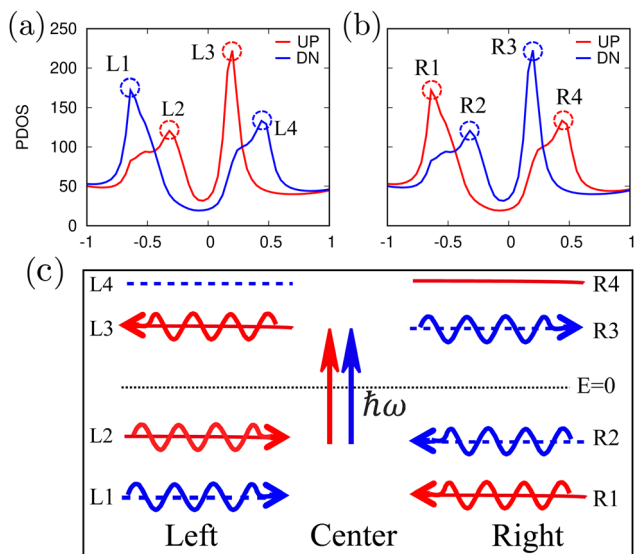 (a)
(b)
250
200
150
100
50
0
PDOS
L1
L2
L3
L4
UP
DN
-1
-0.5
0
0.5
1
R1
R2
R3
R4
UP
DN
-1
-0.5
0
0.5
1
(c)
L4
R4
L3
R3
E=0
ħω
L2
R2
L1
R1
Left
Center
Right